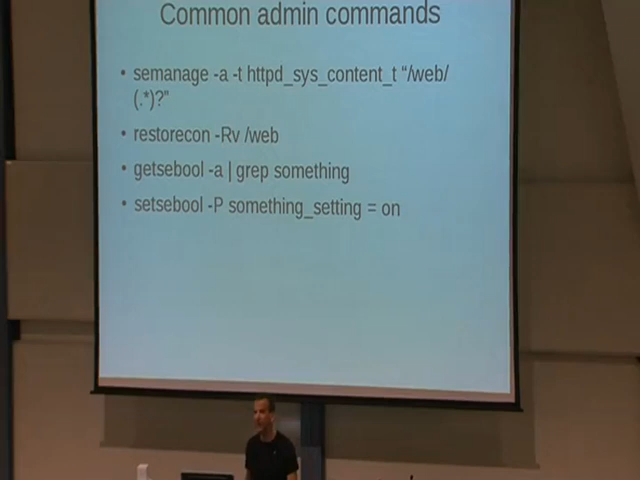 Common admin commands
• semanage -a -t httpd_sys_content_t “/web/
(.*)?”
• restorecon -Rv /web
• getsebool -a | grep something
• setsebool -P something_setting = on